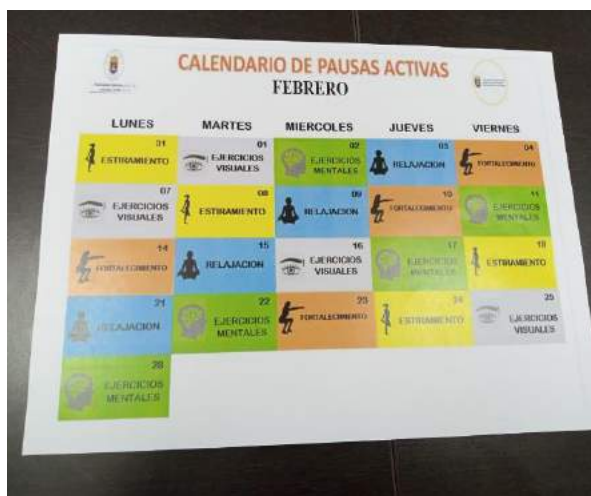 CALENDARIO DE PAUSAS ACTIVAS
FEBRERO
LUNES MARTES MIERCOLES JUEVES VIERNES
31 01 02 03 04
ESTIRAMIENTO EJERCICIOS VISUALES EJERCICIOS MENTALES RELAJACION FORTALECIMIENTO
07 08 09 10 11
EJERCICIOS VISUALES ESTIRAMIENTO RELAJACION FORTALECIMIENTO EJERCICIOS MENTALES
14 15 16 17 18
FORTALECIMIENTO RELAJACION EJERCICIOS VISUALES EJERCICIOS MENTALES ESTIRAMIENTO
21 22 23 24 25
RELAJACION EJERCICIOS MENTALES FORTALECIMIENTO ESTIRAMIENTO EJERCICIOS VISUALES
28
EJERCICIOS MENTALES